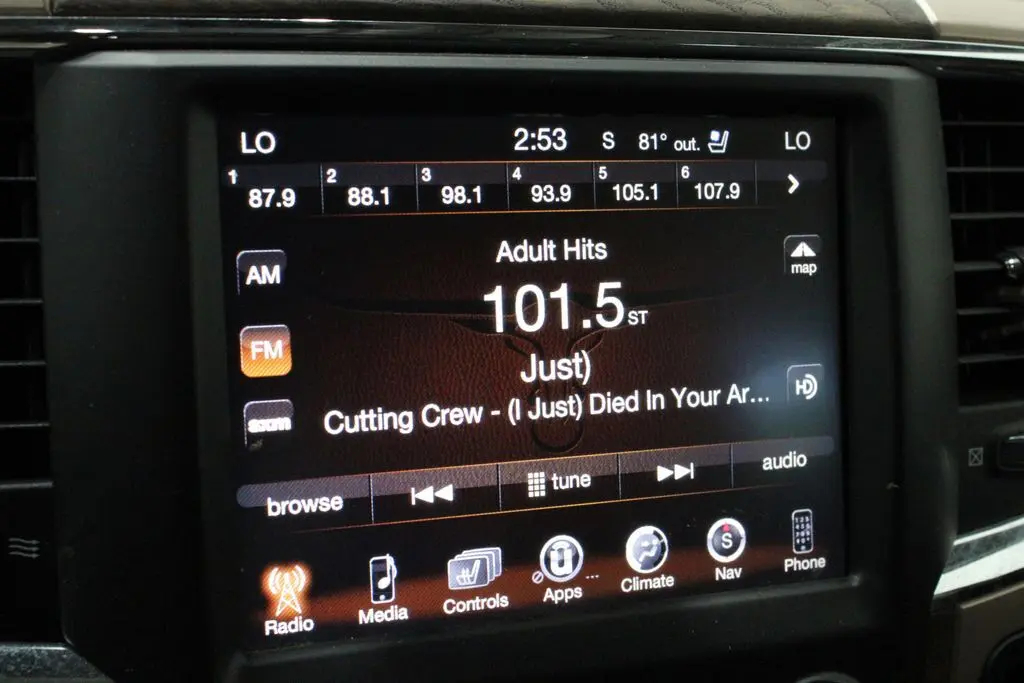 LO 2:53 S 81° out. LO
1 87.9 2 88.1 3 98.1 4 93.9 5 105.1 6 107.9
Adult Hits
map
AM
101.5 ST
FM
Just)
HD
sxm
Cutting Crew - (I Just) Died In Your Ar...
browse tune audio
S
Radio Media Controls Apps ... Climate Nav Phone